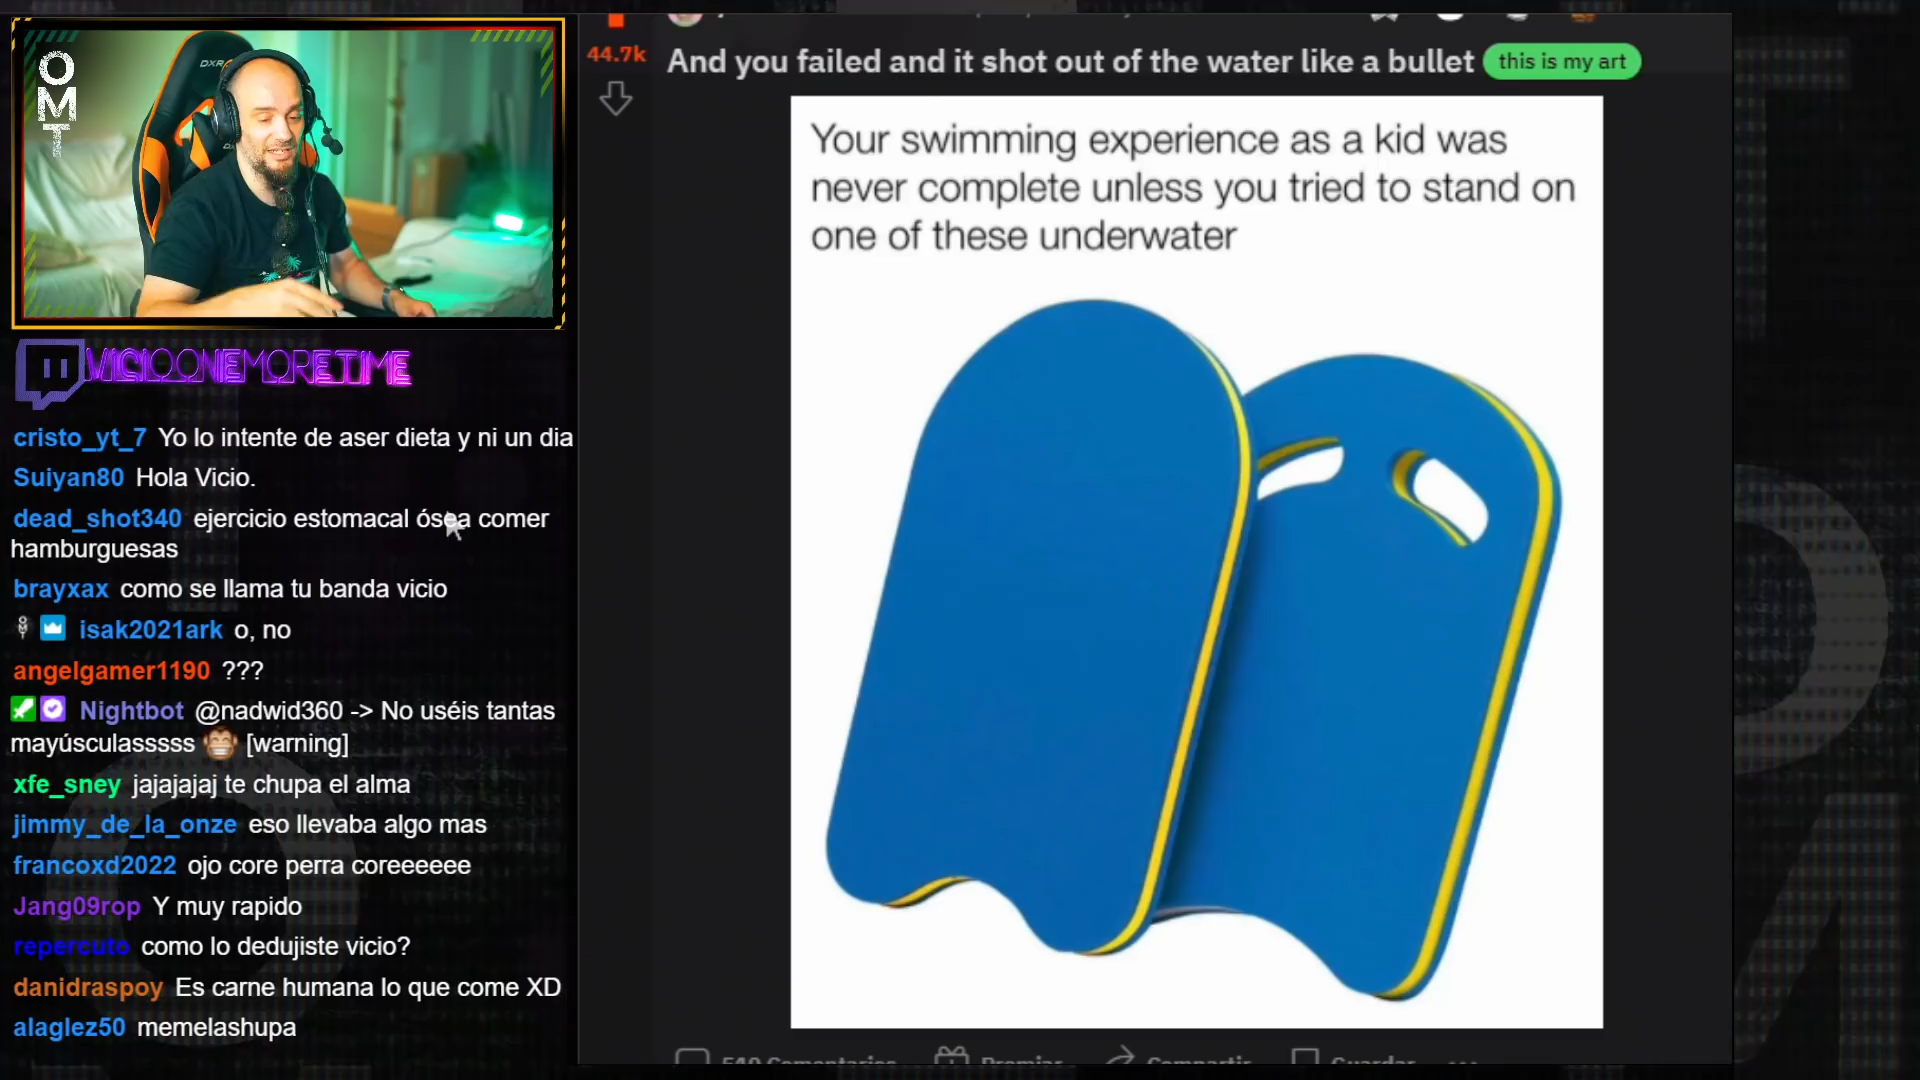 OMT
DXR
44.7k
And you failed and it shot out of the water like a bullet this is my art
Your swimming experience as a kid was
never complete unless you tried to stand on
one of these underwater
VICIOONEMORETIME
cristo_yt_7 Yo lo intente de aser dieta y ni un dia
Suiyan80 Hola Vicio.
dead_shot340 ejercicio estomacal ósea comer
hamburguesas
brayxax como se llama tu banda vicio
isak2021ark o, no
angelgamer1190 ???
Nightbot @nadwid360 -> No uséis tantas
mayúsculasssss [warning]
xfe_sney jajajajaj te chupa el alma
jimmy_de_la_onze eso llevaba algo mas
francoxd2022 ojo core perra coreeeeee
Jang09rop Y muy rapido
repercuto como lo dedujiste vicio?
danidraspoy Es carne humana lo que come XD
alaglez50 memelashupa
Comentarios Premiar Compartir Guardar